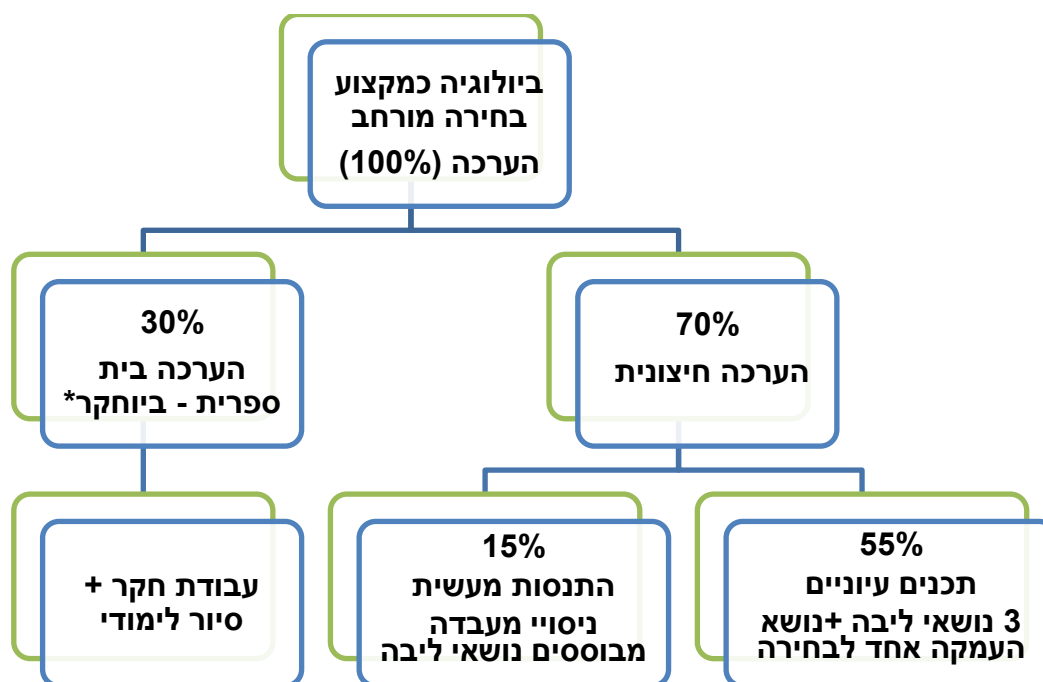 ביולוגיה כמקצוע
בחירה מורחב
הערכה (100%)
70%
הערכה חיצונית
30%
הערכה בית
ספרית - ביוחקר*
55%
תכנים עיוניים
3 נושאי ליבה +נושא
העמקה אחד לבחירה
15%
התנסות מעשית
ניסויי מעבדה
מבוססים נושאי ליבה
עבודת חקר +
סיור לימודי